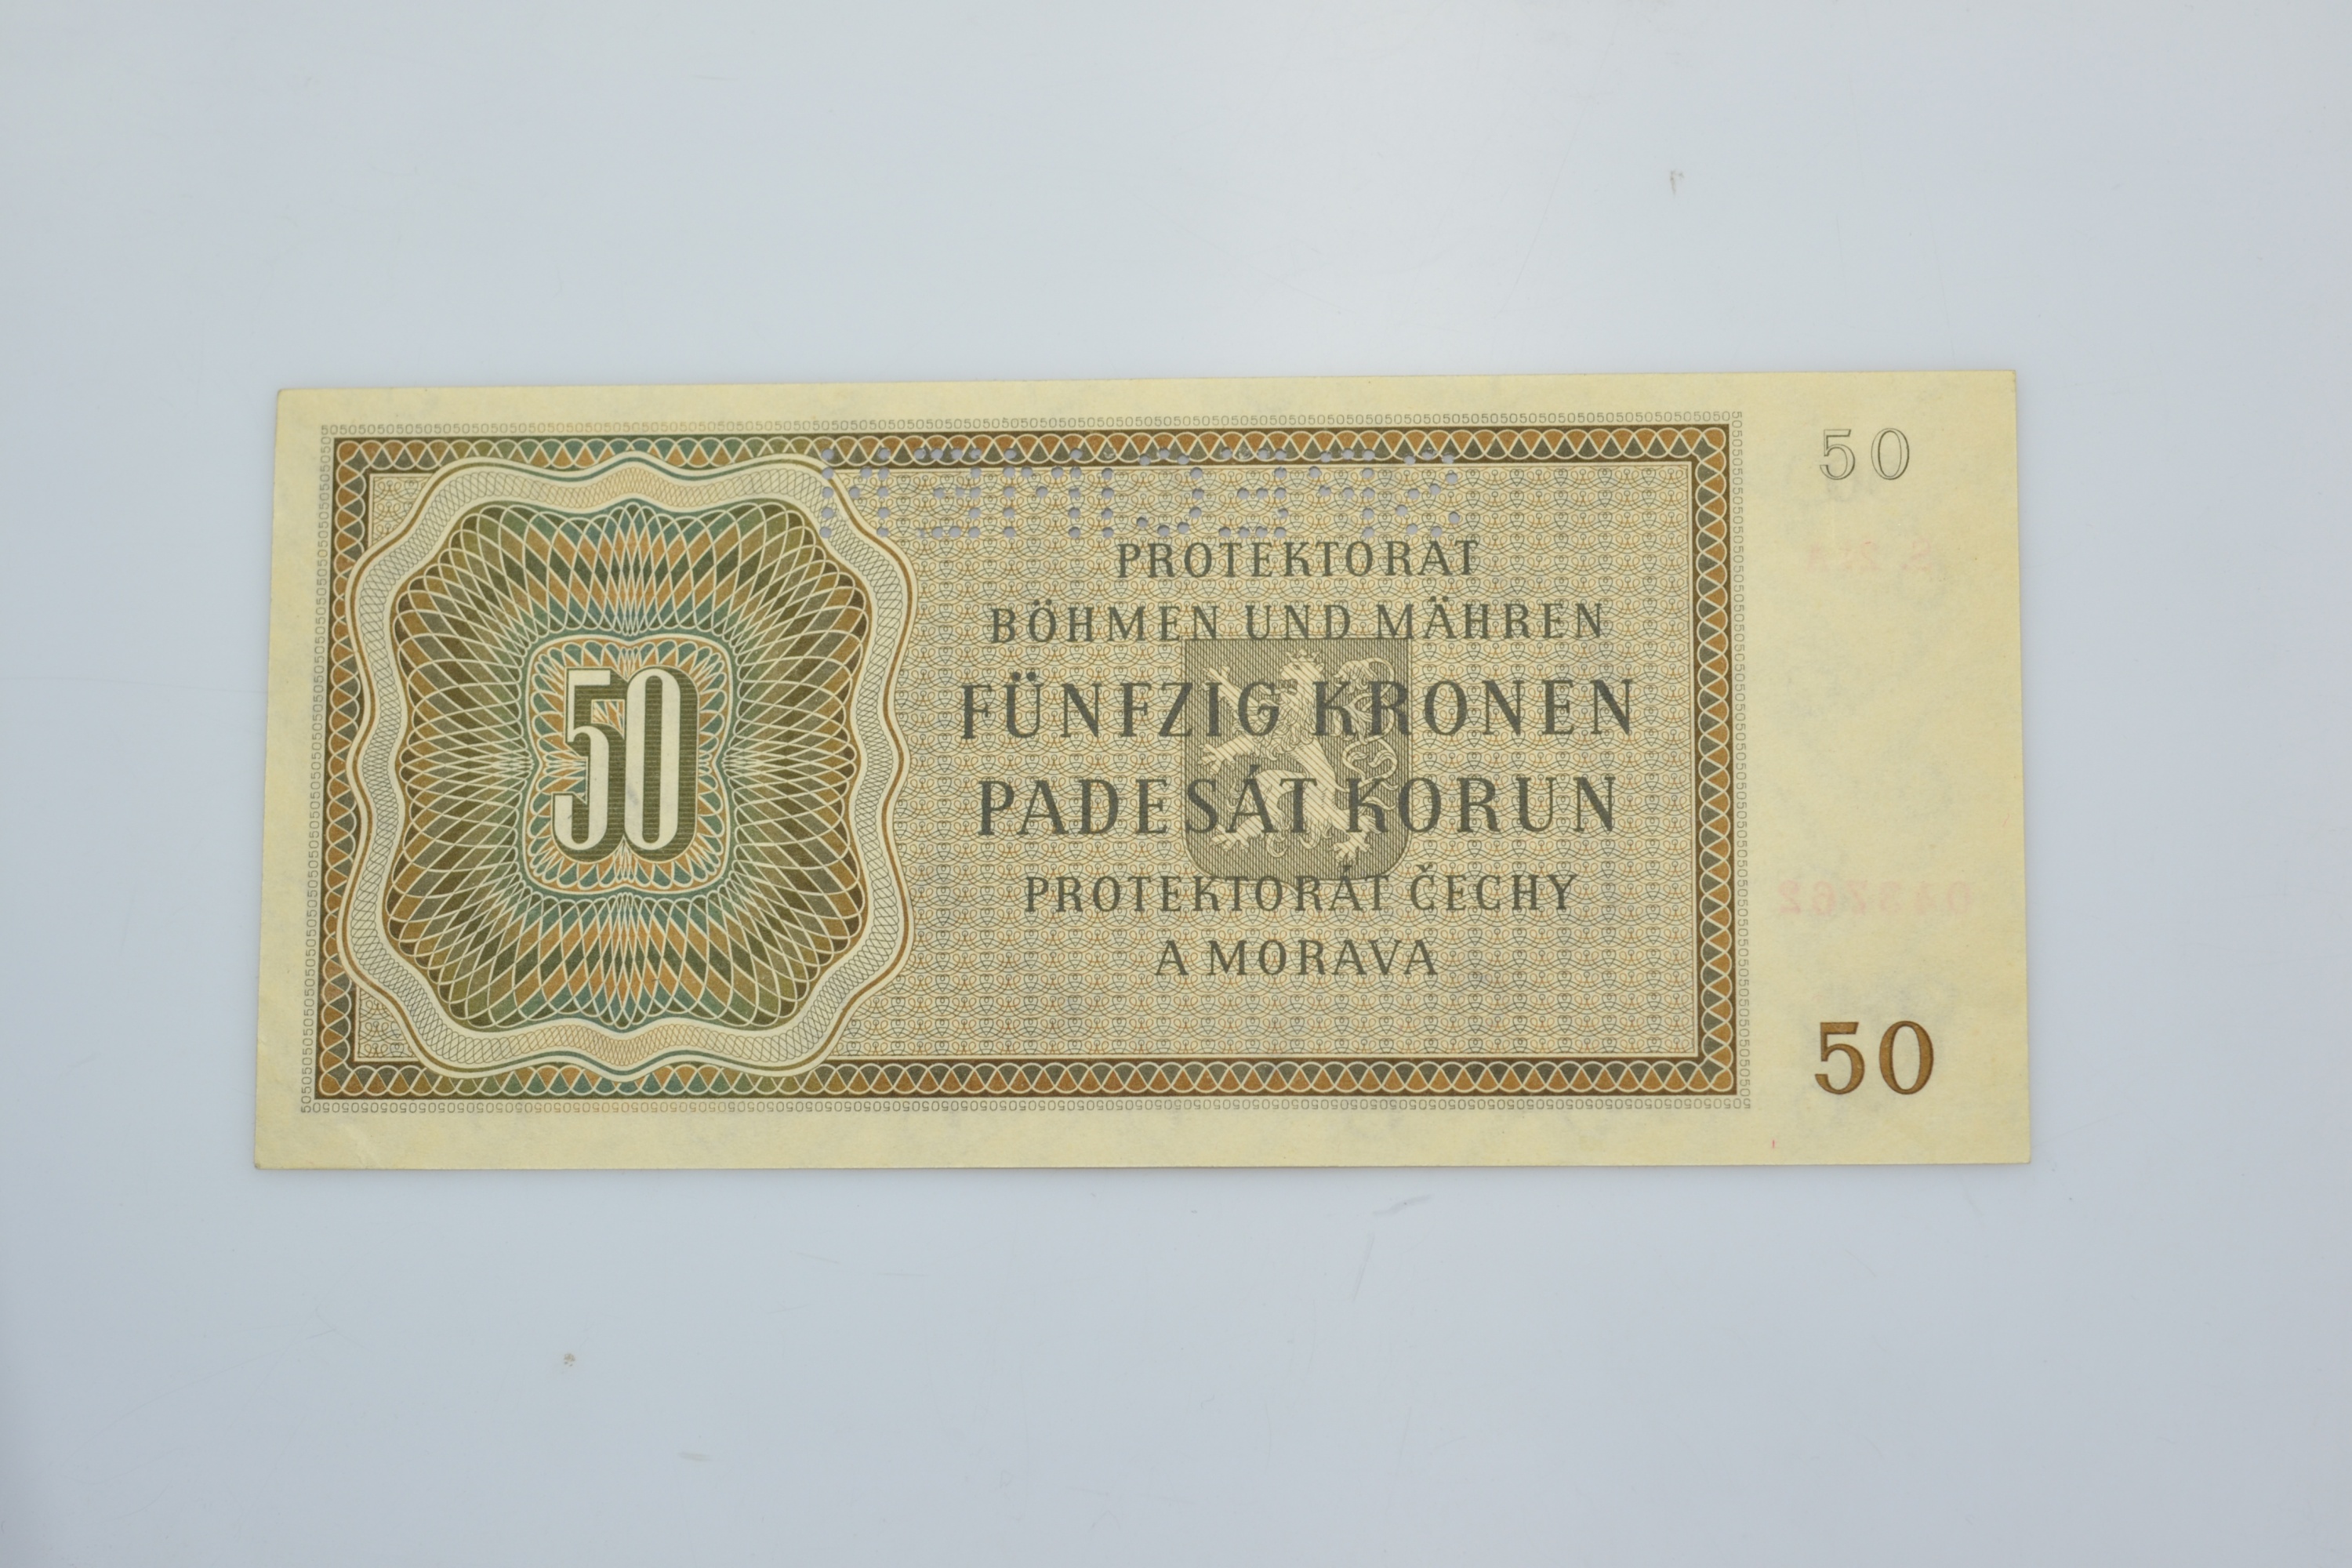 50
PROTEKTORAT
BÖHMEN UND MÄHREN
FÜNFZIG KRONEN
PADESÁT KORUN
PROTEKTORÁT ČECHY
A MORAVA
50
50